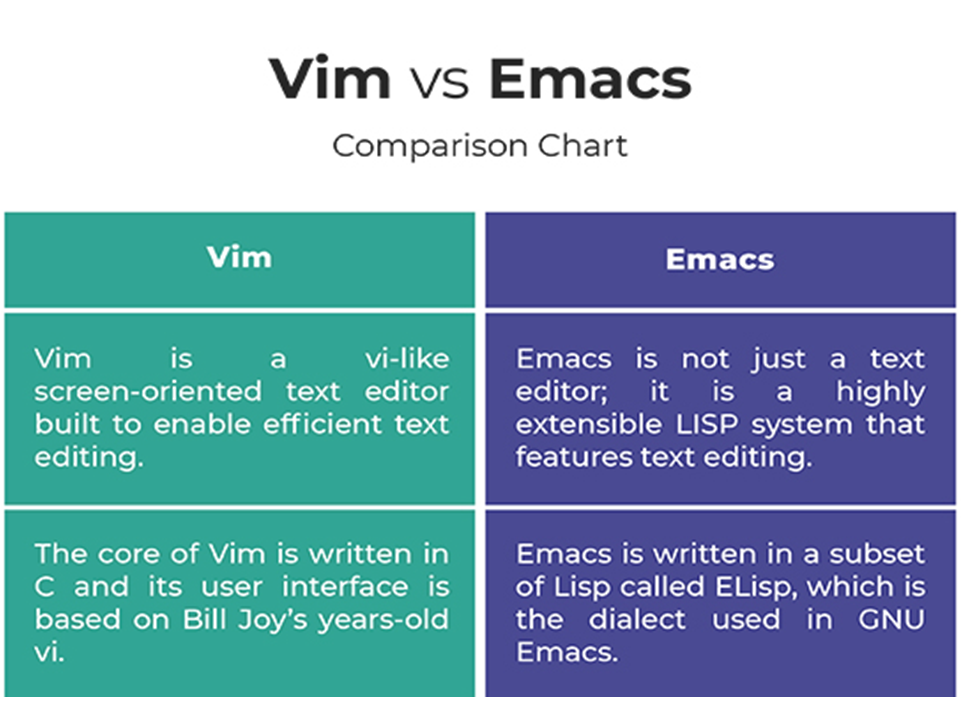 Vim vs Emacs
Comparison Chart
Vim
Emacs
Vim is a vi-like
screen-oriented text editor
built to enable efficient text
editing.
Emacs is not just a text
editor; it is a highly
extensible LISP system that
features text editing.
The core of Vim is written in
C and its user interface is
based on Bill Joy’s years-old
vi.
Emacs is written in a subset
of Lisp called ELisp, which is
the dialect used in GNU
Emacs.